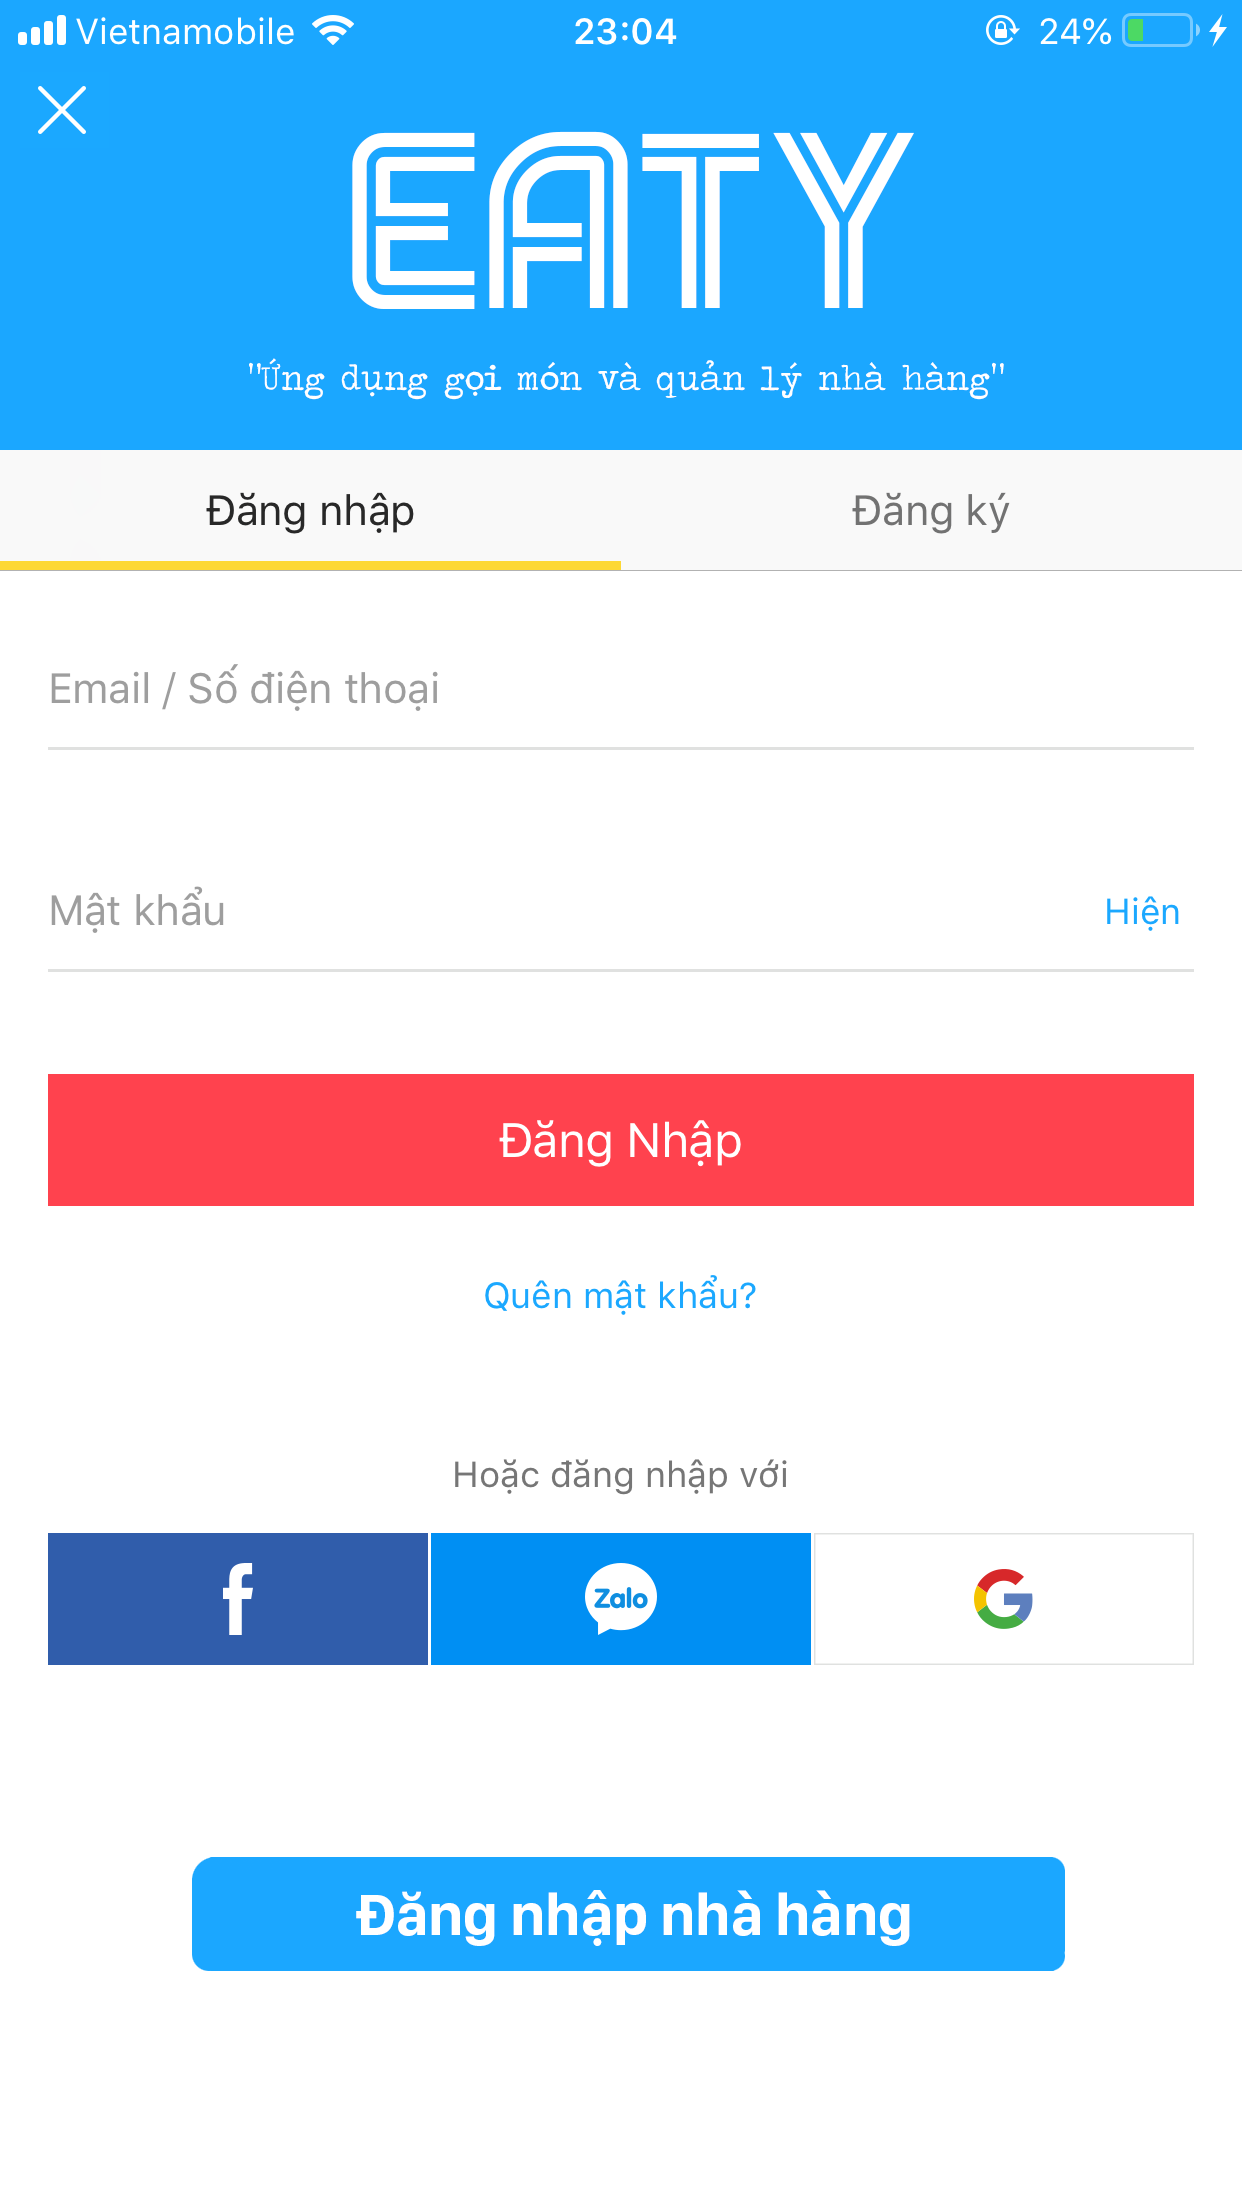 Vietnamobile 23:04 24%
EATY
"Ứng dụng gọi món và quản lý nhà hàng"
Đăng nhập Đăng ký
Email / Số điện thoại
Mật khẩu Hiện
Đăng Nhập
Quên mật khẩu?
Hoặc đăng nhập với
f Zalo G
Đăng nhập nhà hàng